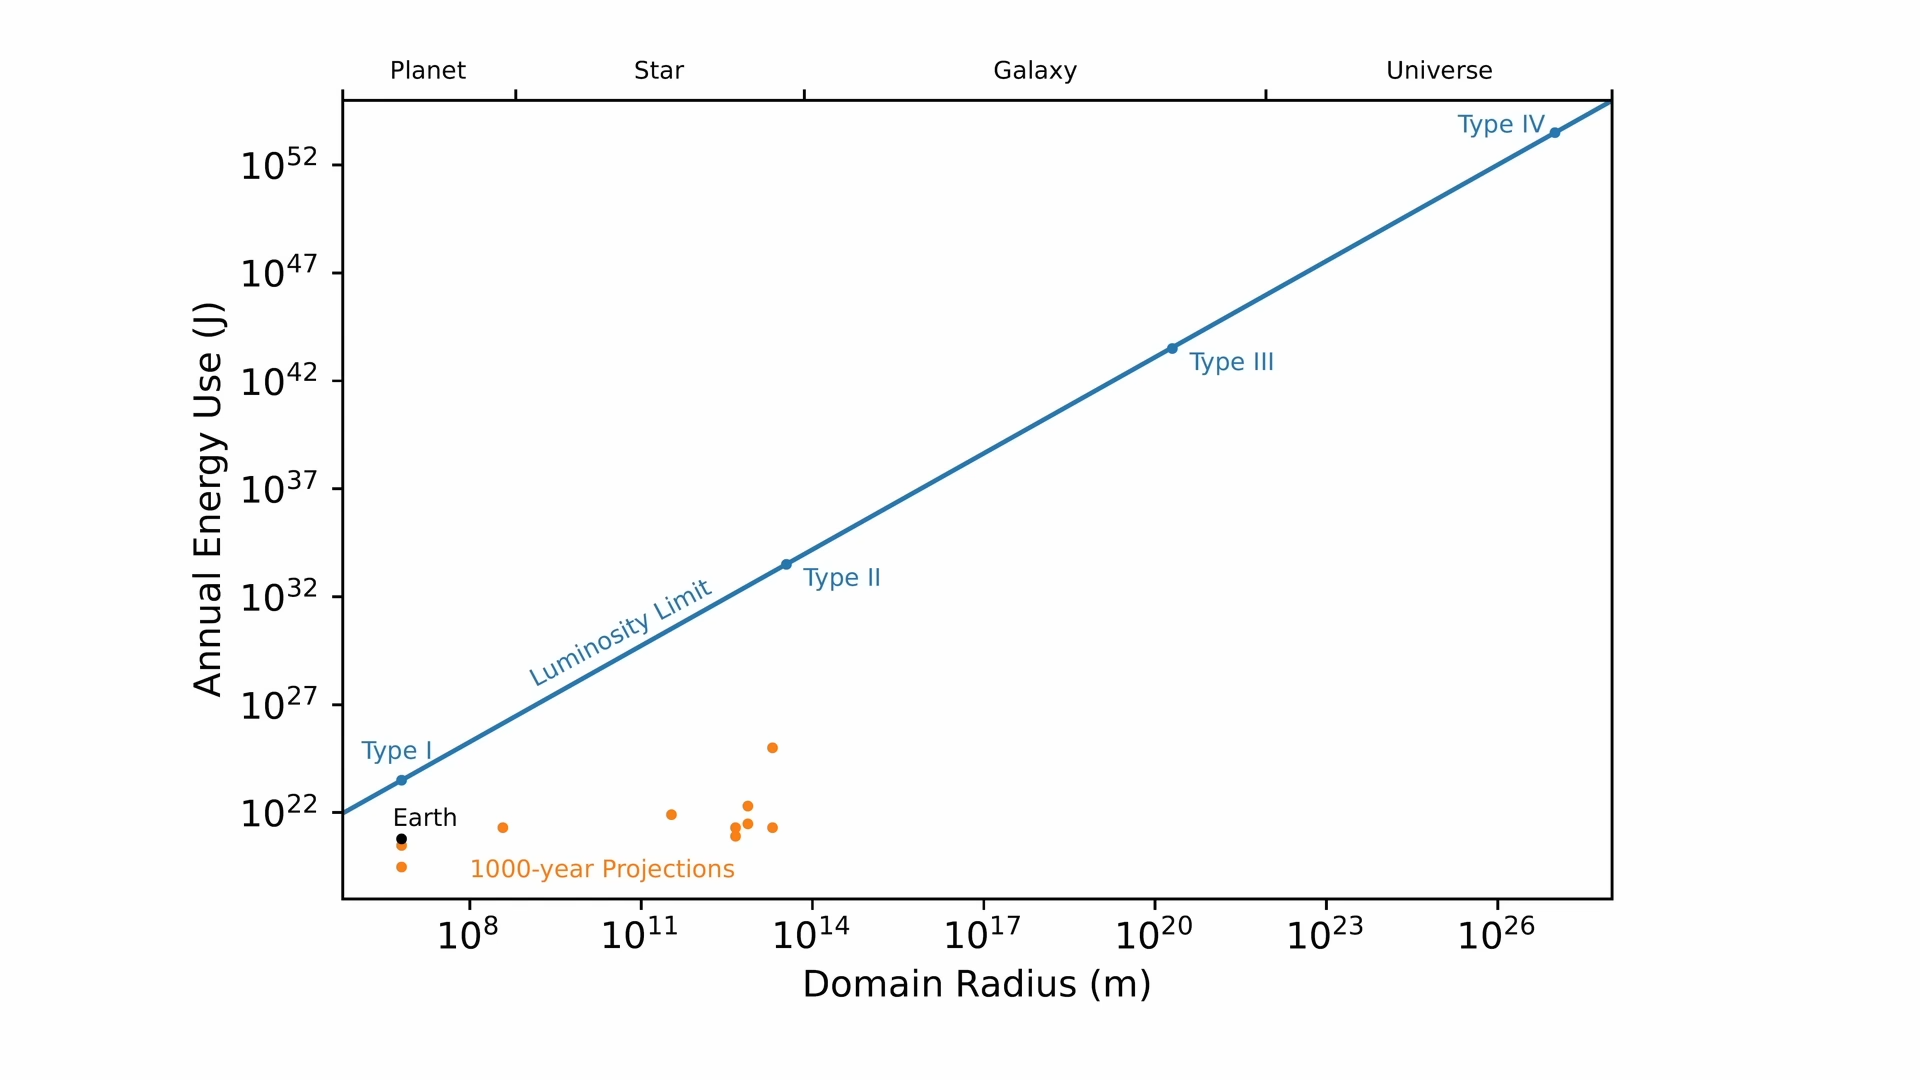 Planet Star Galaxy Universe
Type IV
10^52
10^47
Type III
10^42
10^37
Type II
10^32
Luminosity Limit
10^27
Type I
10^22
Earth
1000-year Projections
Annual Energy Use (J)
10^8 10^11 10^14 10^17 10^20 10^23 10^26
Domain Radius (m)